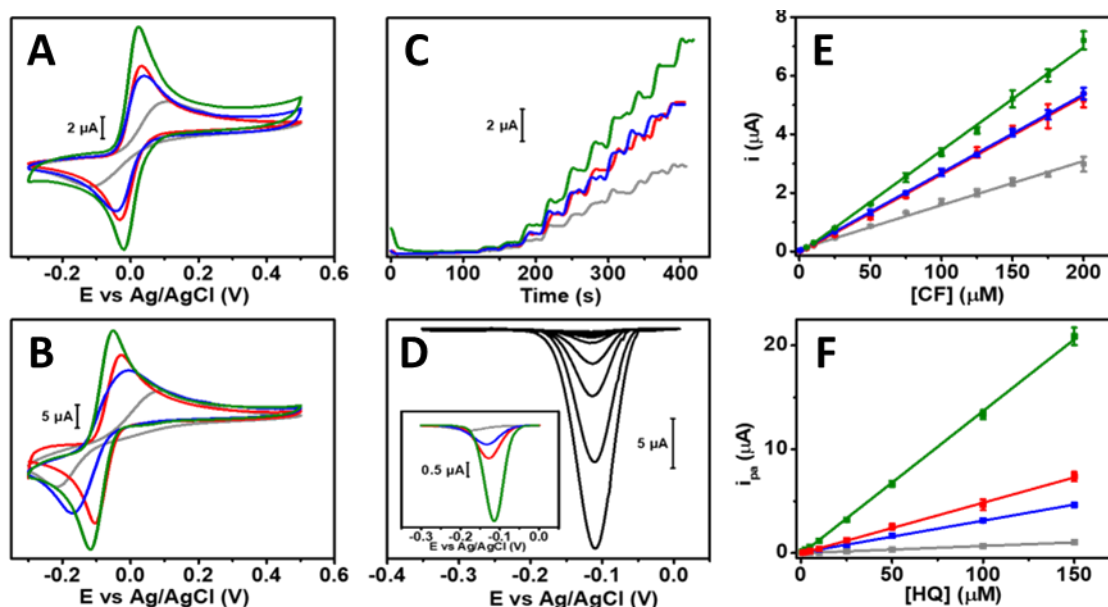 A
2 µA
-0.2 0.0 0.2 0.4 0.6
E vs Ag/AgCl (V)
C
2 µA
0 100 200 300 400
Time (s)
E
8
6
4
2
0
i (µA)
0 50 100 150 200
[CF] (µM)
B
5 µA
-0.2 0.0 0.2 0.4 0.6
E vs Ag/AgCl (V)
D
5 µA
0.5 µA
-0.3 -0.2 -0.1 0.0
E vs Ag/AgCl (V)
-0.4 -0.3 -0.2 -0.1 0.0
E vs Ag/AgCl (V)
F
20
10
0
ipa (µA)
0 50 100 150
[HQ] (µM)